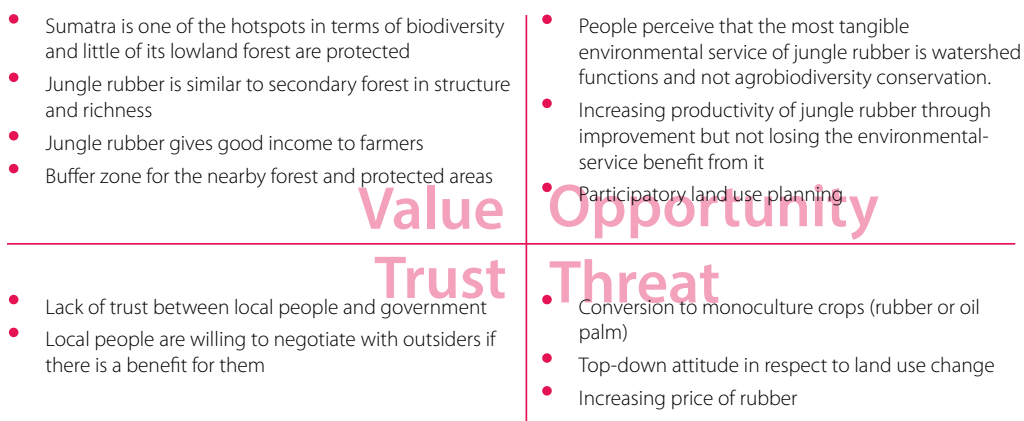 • Sumatra is one of the hotspots in terms of biodiversity
and little of its lowland forest are protected
• Jungle rubber is similar to secondary forest in structure
and richness
• Jungle rubber gives good income to farmers
• Buffer zone for the nearby forest and protected areas
Value
• People perceive that the most tangible
environmental service of jungle rubber is watershed
functions and not agrobiodiversity conservation.
• Increasing productivity of jungle rubber through
improvement but not losing the environmental-
service benefit from it
• Participatory land use planning
Opportunity
Trust
• Lack of trust between local people and government
• Local people are willing to negotiate with outsiders if
there is a benefit for them
Threat
• Conversion to monoculture crops (rubber or oil
palm)
• Top-down attitude in respect to land use change
• Increasing price of rubber